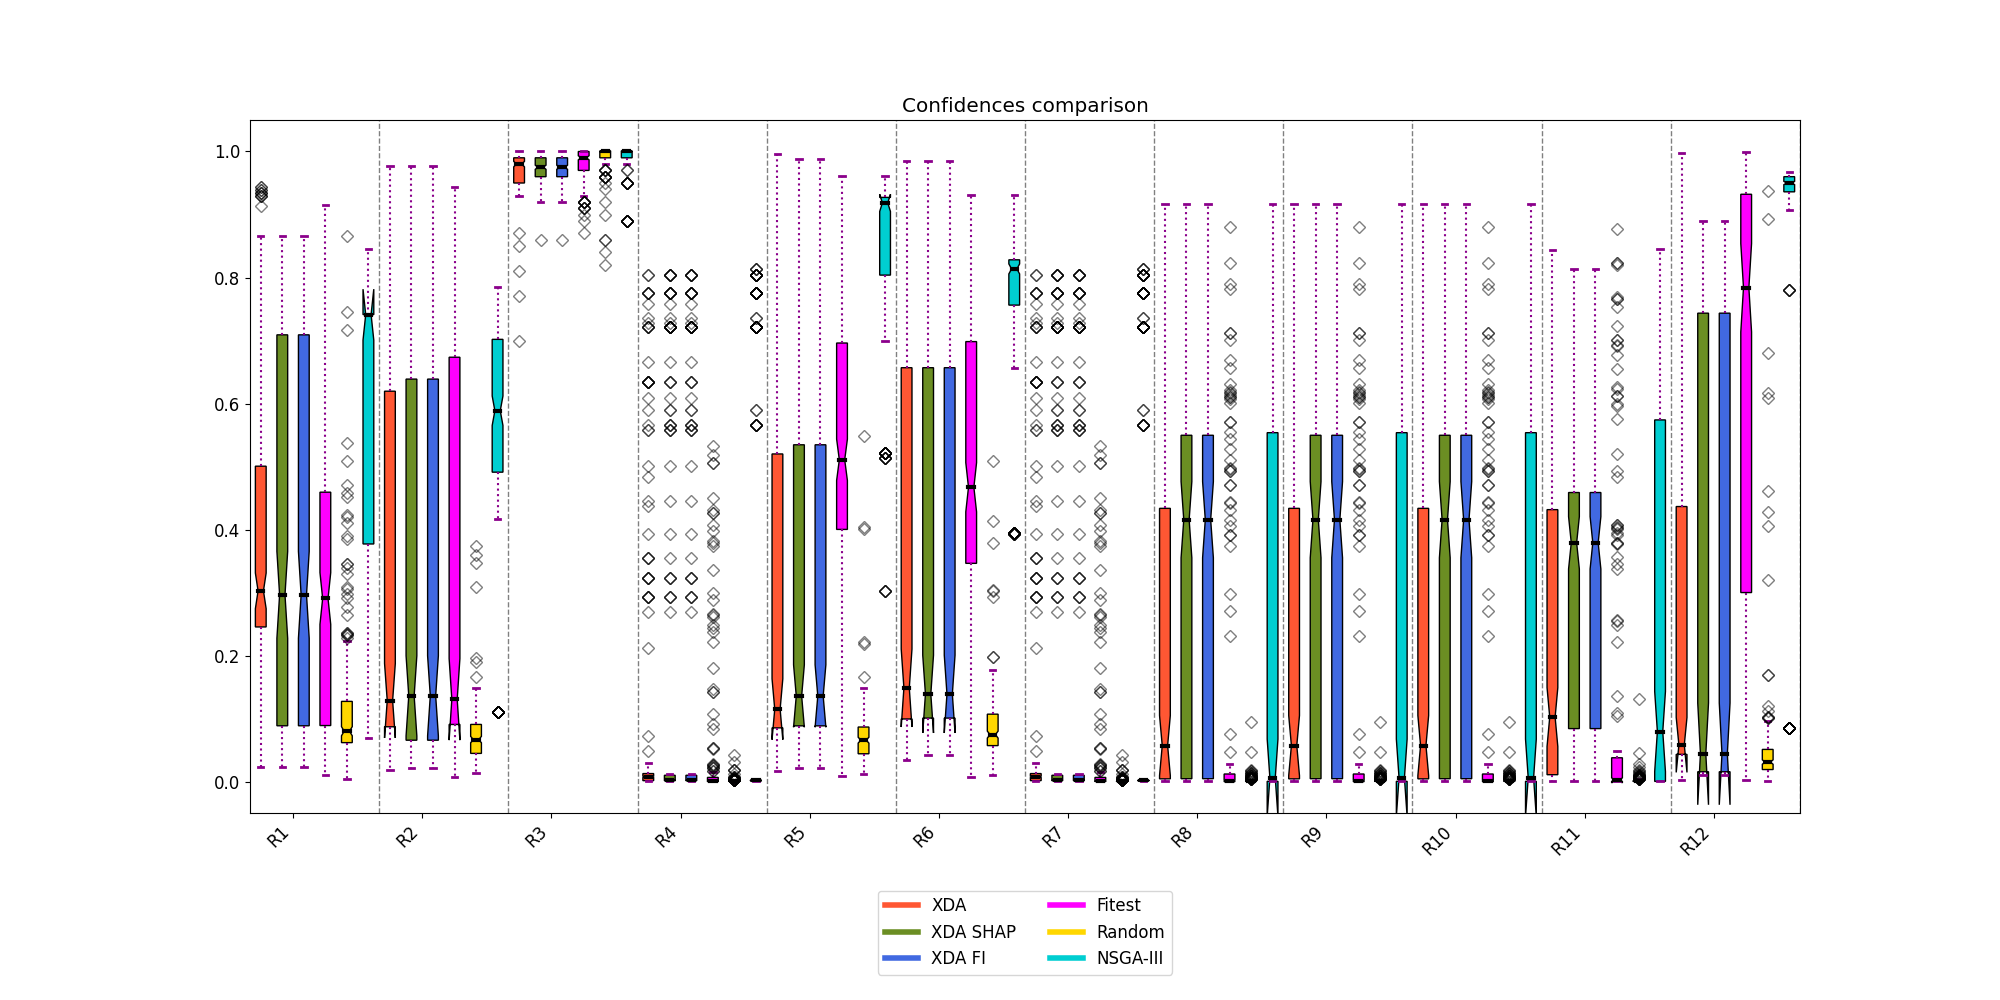 Confidences comparison
1.0
0.8
0.6
0.4
0.2
0.0
R1 R2 R3 R4 R5 R6 R7 R8 R9 R10 R11 R12
XDA Fitest
XDA SHAP Random
XDA FI NSGA-III